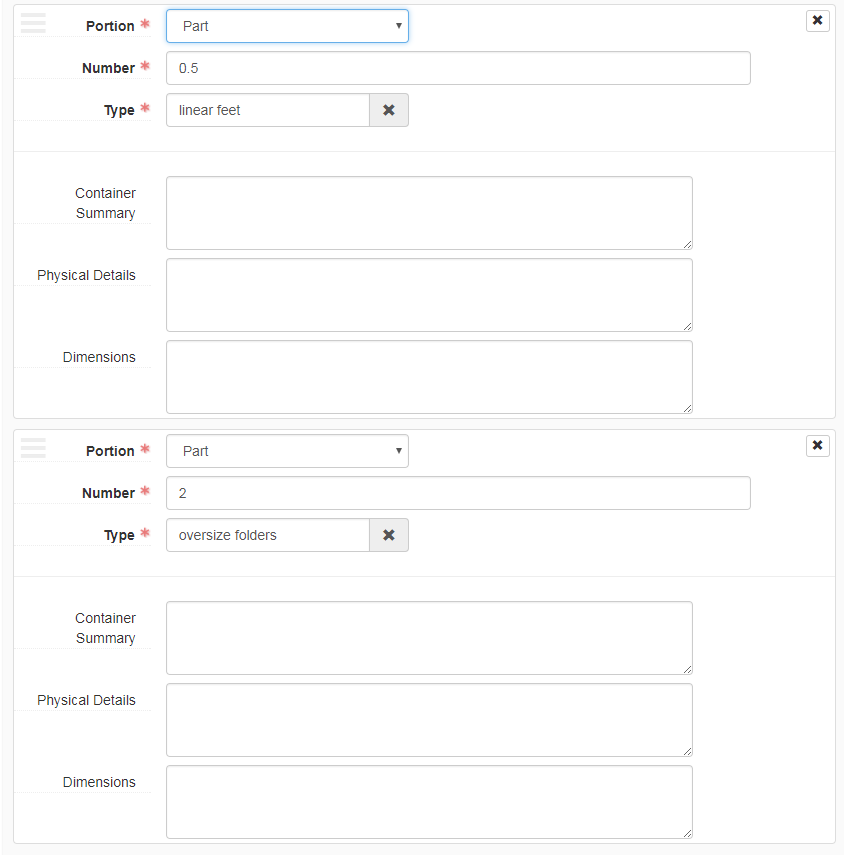 Portion * Part
Number * 0.5
Type * linear feet
Container
Summary
Physical Details
Dimensions
Portion * Part
Number * 2
Type * oversize folders
Container
Summary
Physical Details
Dimensions